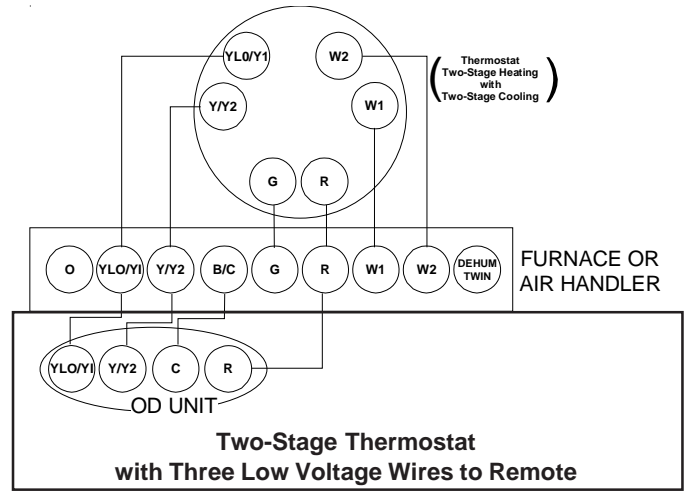 YL0/Y1
W2
Thermostat
Two-Stage Heating
with
Two-Stage Cooling
Y/Y2
W1
G
R
O
YLO/YI
Y/Y2
B/C
G
R
W1
W2
DEHUM
TWIN
FURNACE OR
AIR HANDLER
YLO/YI
Y/Y2
C
R
OD UNIT
Two-Stage Thermostat
with Three Low Voltage Wires to Remote